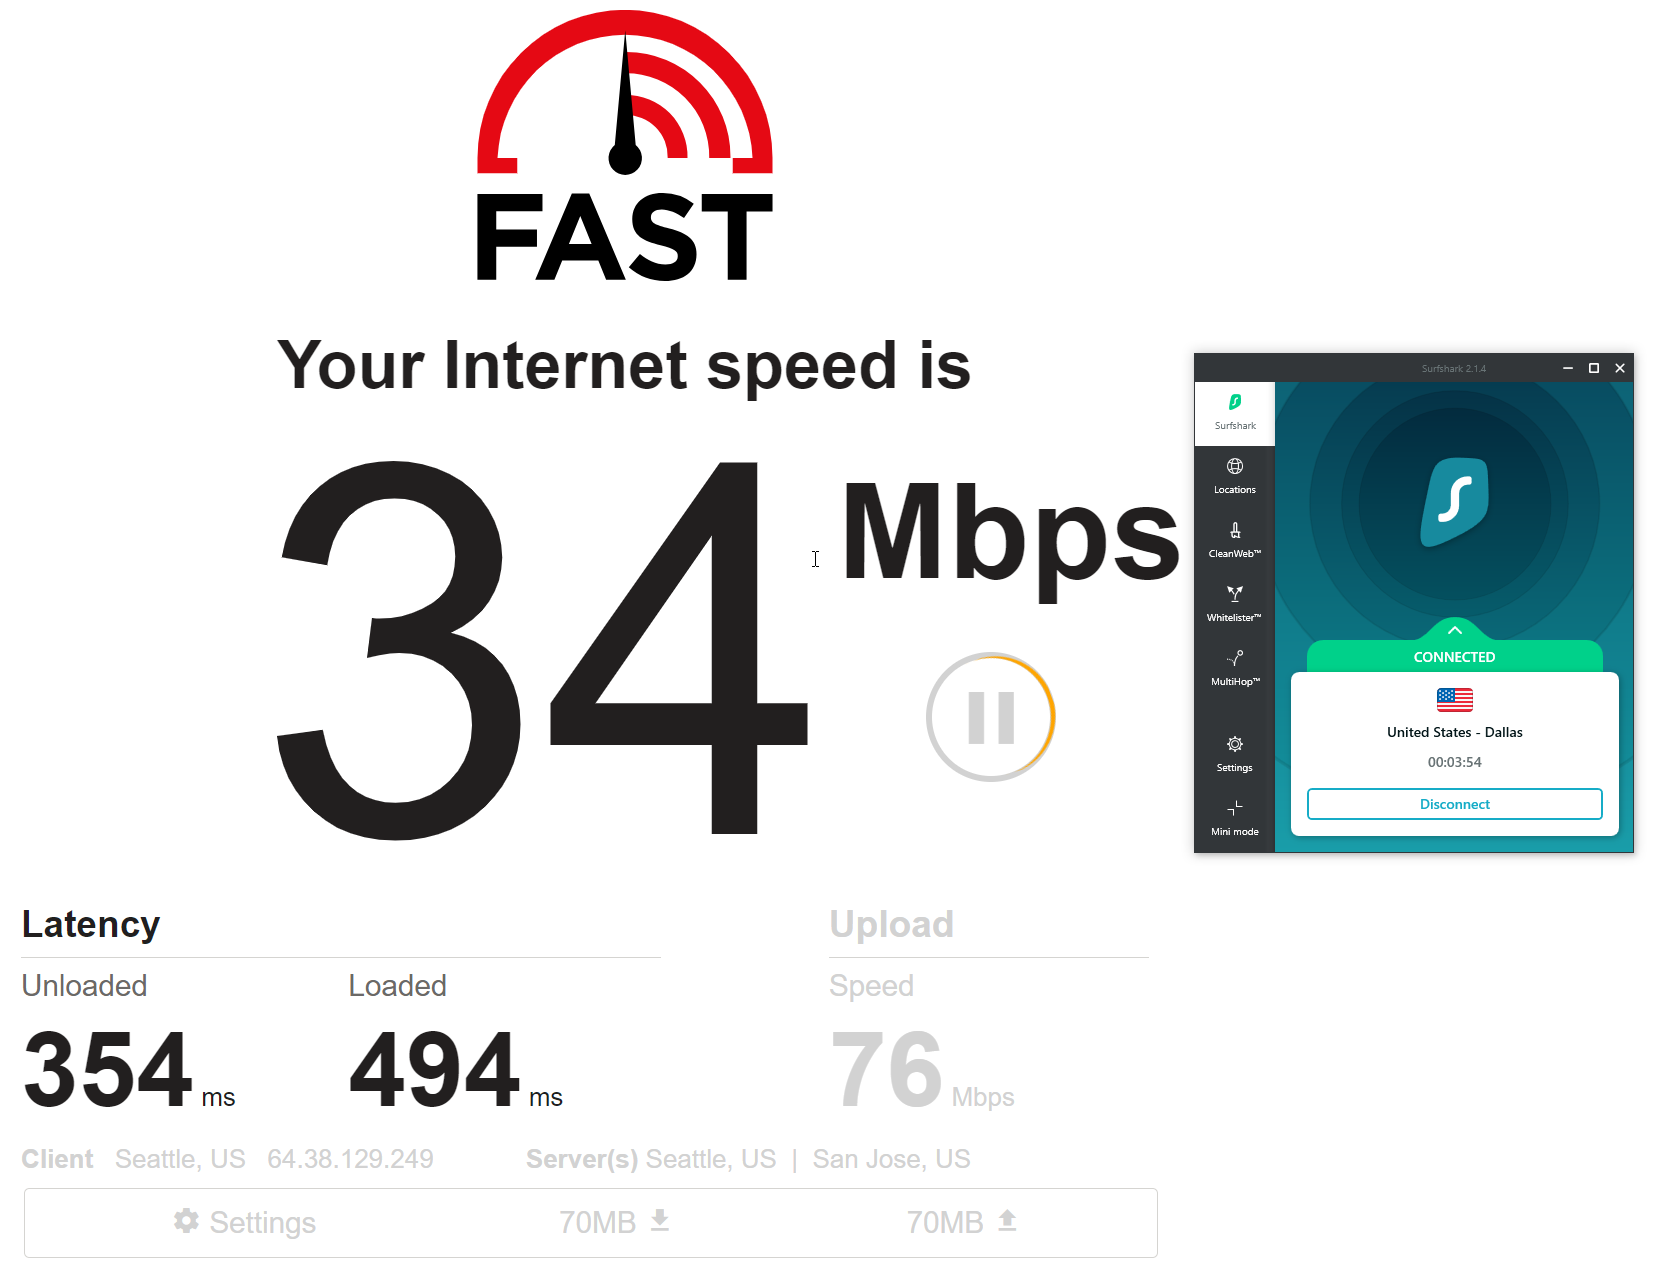 FAST
Your Internet speed is
34 Mbps
Latency
Unloaded Loaded
354 ms 494 ms
Upload
Speed
76 Mbps
Client Seattle, US 64.38.129.249 Server(s) Seattle, US | San Jose, US
Settings 70MB 70MB
Surfshark 2.1.4
Surfshark
Locations
CleanWeb™
Whitelister™
MultiHop™
Settings
Mini mode
CONNECTED
United States - Dallas
00:03:54
Disconnect